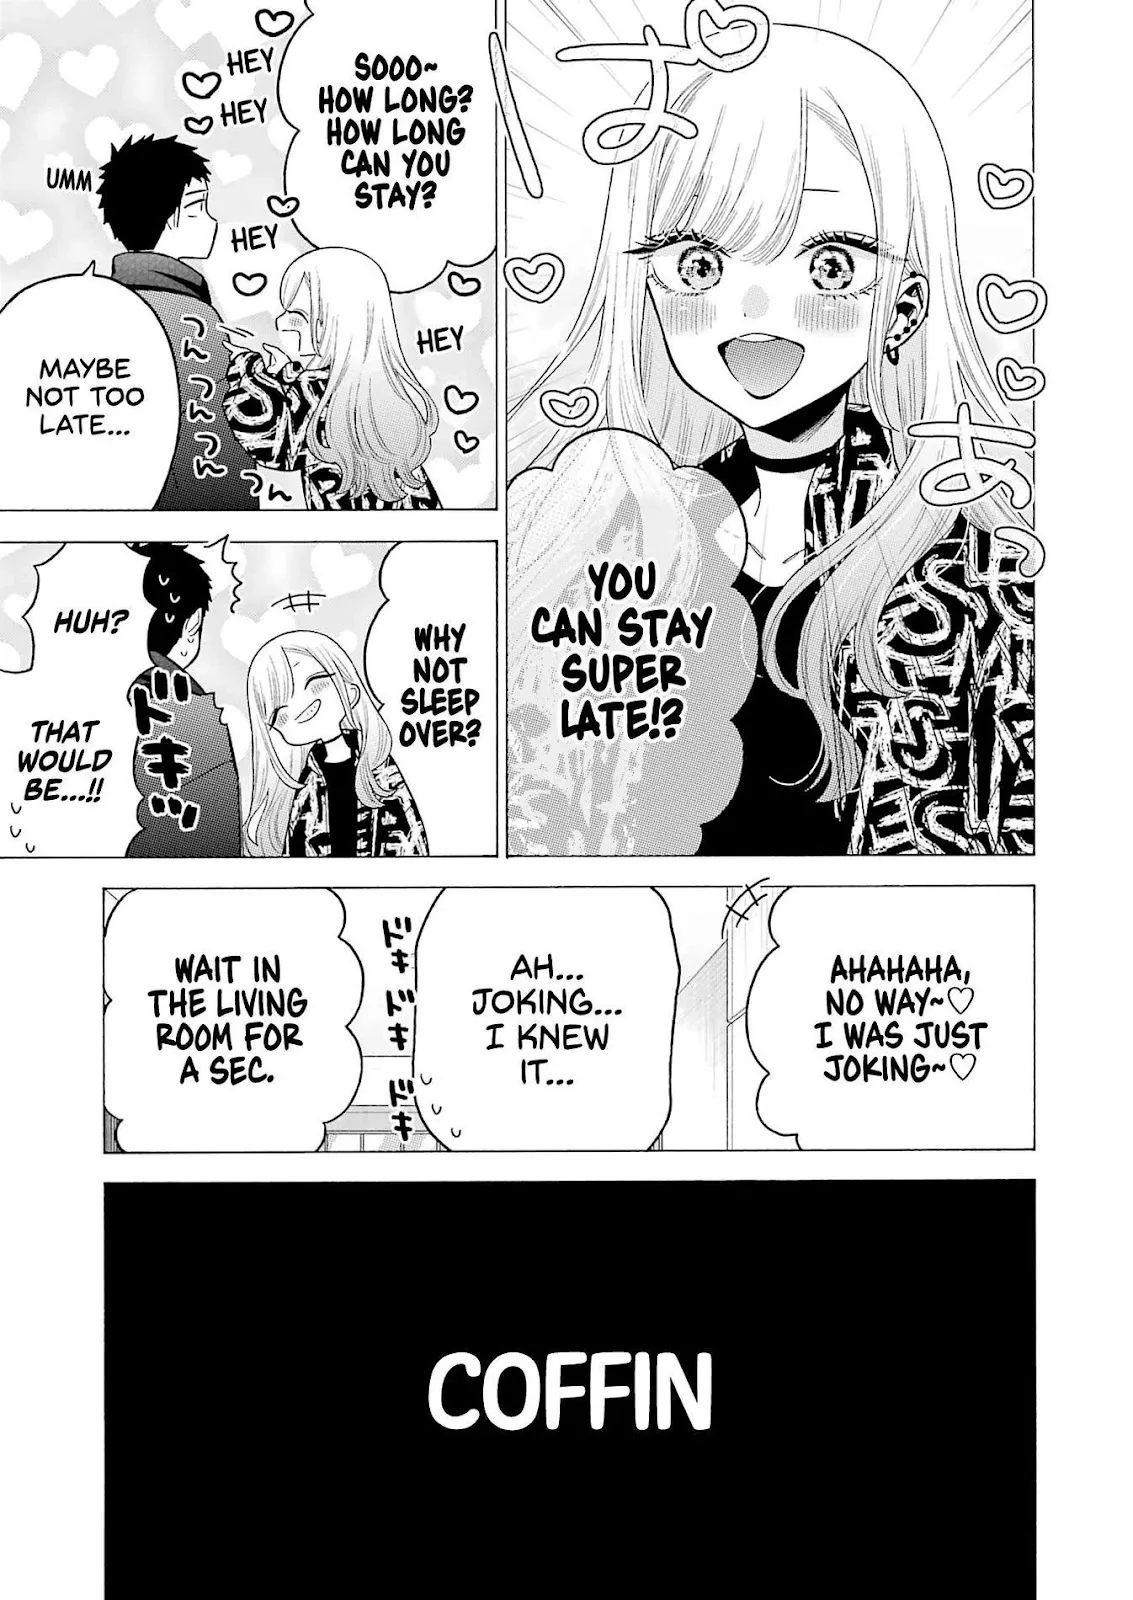 ぱ
あ
っ
YOU
CAN STAY
SUPER
LATE!?
SOOO~
HOW LONG?
HOW LONG
CAN YOU
STAY?
HEY
HEY
HEY
HEY
UMM
つん
つん
つん
つん
MAYBE
NOT TOO
LATE...
WHY
NOT
SLEEP
OVER?
ドキッ
HUH?
THAT
WOULD
BE...!!
AHAHAHA,
NO WAY~♡
I WAS JUST
JOKING~♡
AH...
JOKING...
I KNEW
IT...
ドキ
ドキ
ドキ
WAIT IN
THE LIVING
ROOM FOR
A SEC.
COFFIN